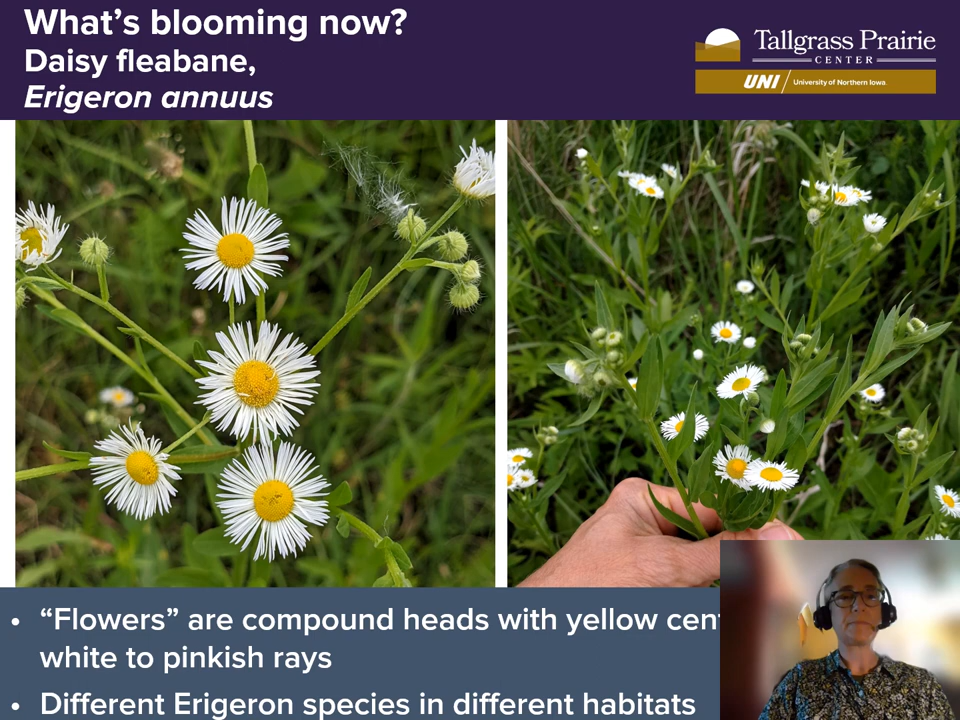 What's blooming now?
Daisy fleabane,
Erigeron annuus
Tallgrass Prairie
CENTER
UNI University of Northern Iowa
• “Flowers” are compound heads with yellow
white to pinkish rays
• Different Erigeron species in different habitats